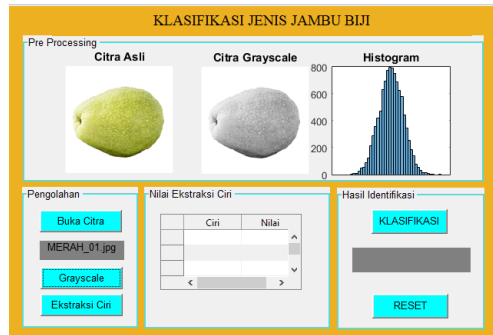 KLASIFIKASI JENIS JAMBU BIJI
Pre Processing
Citra Asli
Citra Grayscale
Histogram
800
600
400
200
0
Pengolahan
Buka Citra
MERAH_01.jpg
Grayscale
Ekstraksi Ciri
Nilai Ekstraksi Ciri
Ciri Nilai
Hasil Identifikasi
KLASIFIKASI
RESET